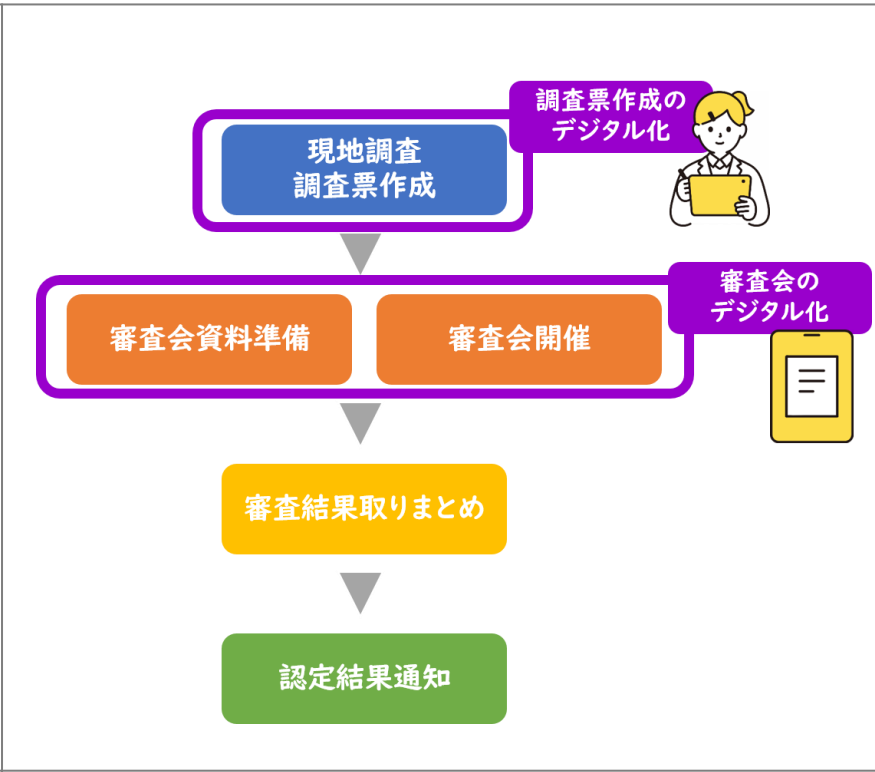 調査票作成の
デジタル化
現地調査
調査票作成
審査会の
デジタル化
審査会資料準備
審査会開催
審査結果取りまとめ
認定結果通知